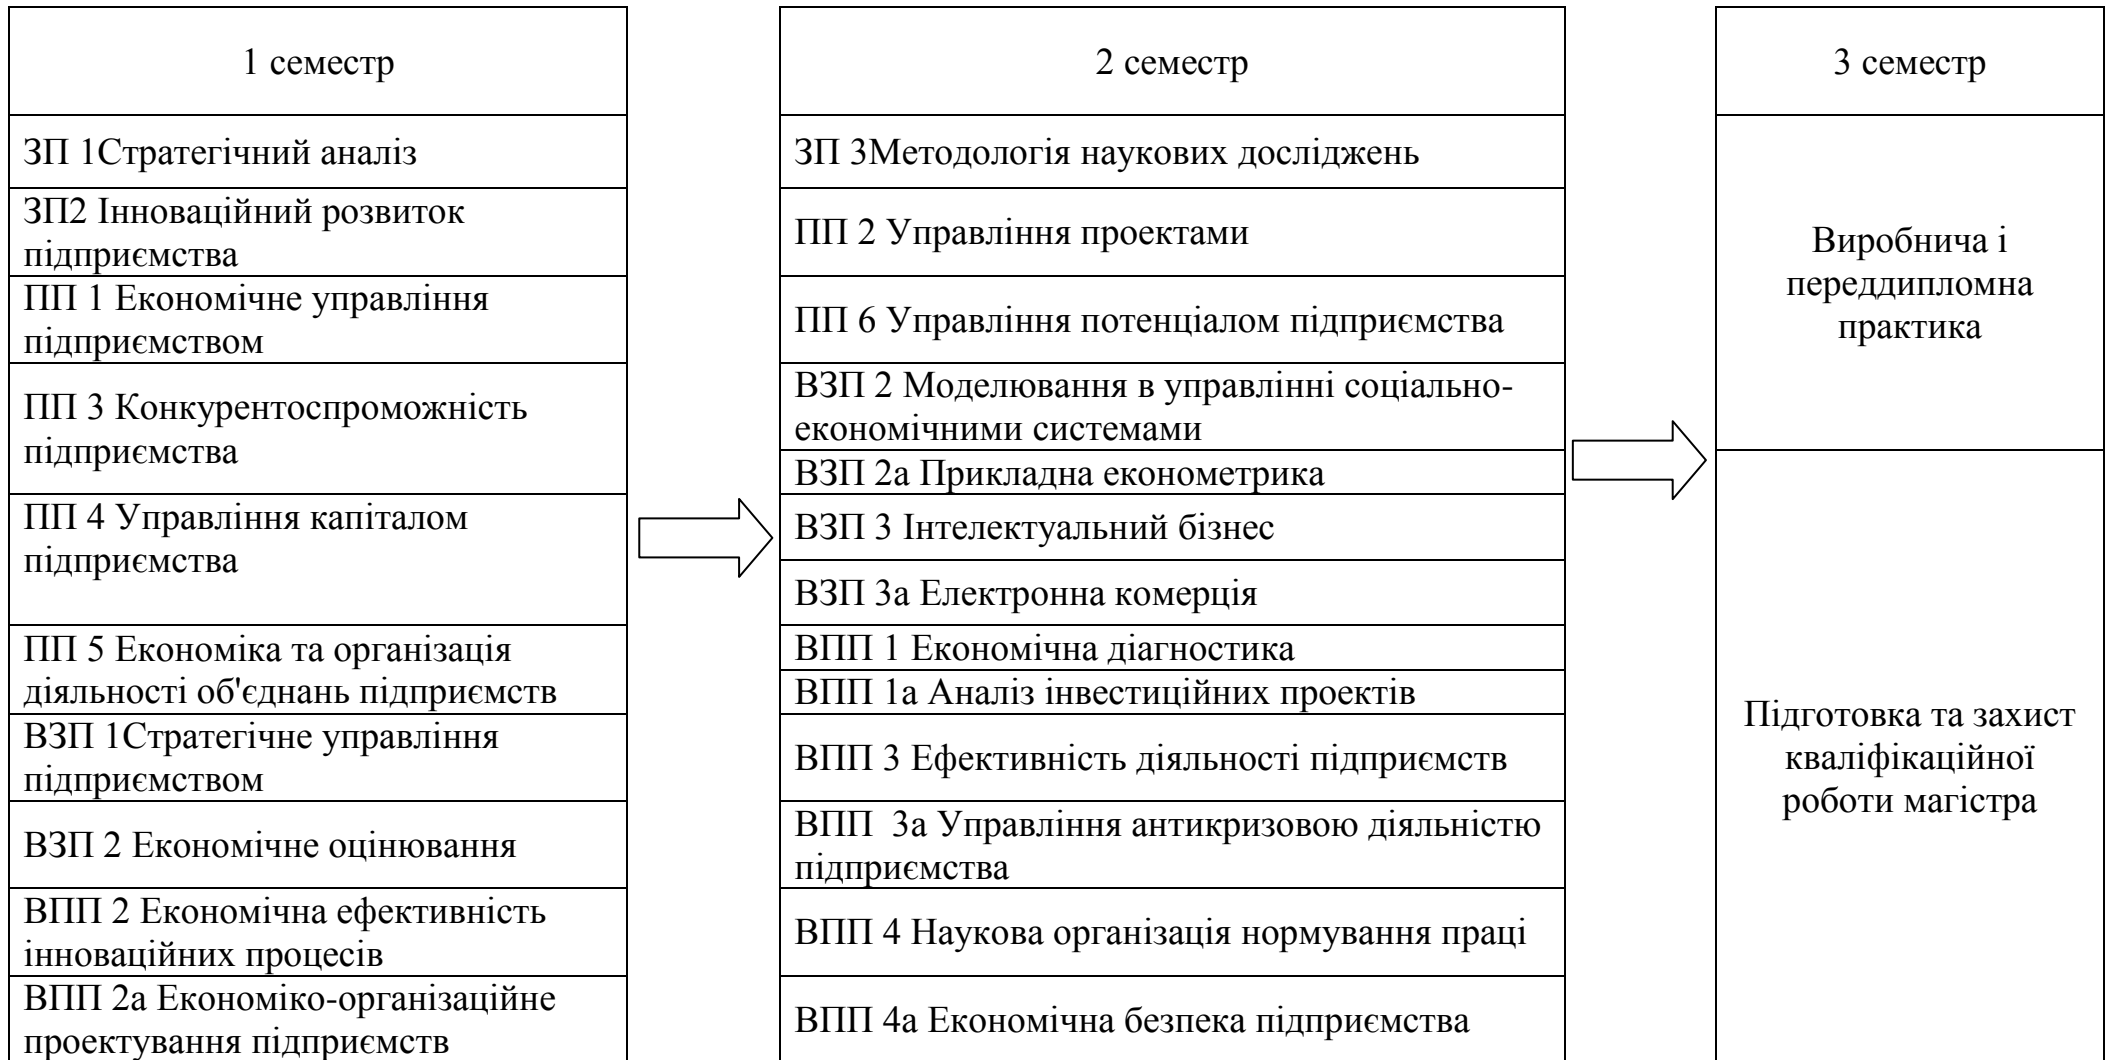 1 семестр
ЗП 1Стратегічний аналіз
ЗП2 Інноваційний розвиток
підприємства
ПП 1 Економічне управління
підприємством
ПП 3 Конкурентоспроможність
підприємства
ПП 4 Управління капіталом
підприємства
ПП 5 Економіка та організація
діяльності об'єднань підприємств
ВЗП 1Стратегічне управління
підприємством
ВЗП 2 Економічне оцінювання
ВПП 2 Економічна ефективність
інноваційних процесів
ВПП 2а Економіко-організаційне
проектування підприємств
2 семестр
ЗП 3Методологія наукових досліджень
ПП 2 Управління проектами
ПП 6 Управління потенціалом підприємства
ВЗП 2 Моделювання в управлінні соціально-
економічними системами
ВЗП 2а Прикладна економетрика
ВЗП 3 Інтелектуальний бізнес
ВЗП 3а Електронна комерція
ВПП 1 Економічна діагностика
ВПП 1а Аналіз інвестиційних проектів
ВПП 3 Ефективність діяльності підприємств
ВПП 3а Управління антикризовою діяльністю
підприємства
ВПП 4 Наукова організація нормування праці
ВПП 4а Економічна безпека підприємства
3 семестр
Виробнича і
переддипломна
практика
Підготовка та захист
кваліфікаційної
роботи магістра